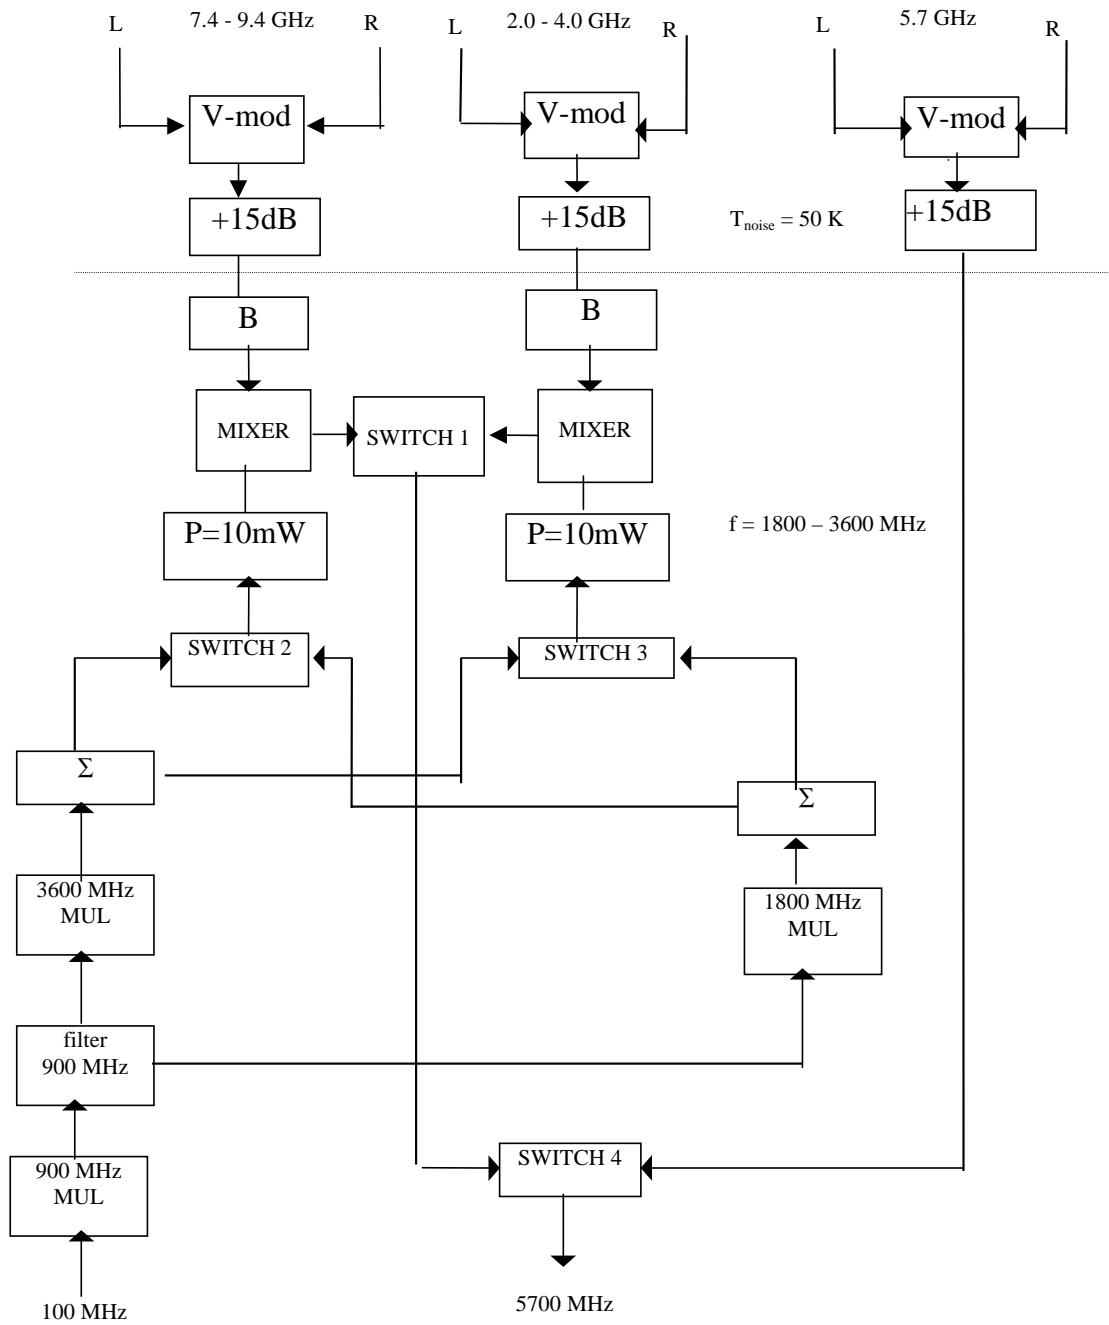 L
7.4 - 9.4 GHz
R
L
2.0 - 4.0 GHz
R
L
5.7 GHz
R
V-mod
V-mod
V-mod
+15dB
+15dB
T_noise = 50 K
+15dB
B
B
MIXER
SWITCH 1
MIXER
P=10mW
P=10mW
f = 1800 – 3600 MHz
SWITCH 2
SWITCH 3
Σ
Σ
3600 MHz
MUL
1800 MHz
MUL
filter
900 MHz
900 MHz
MUL
SWITCH 4
100 MHz
5700 MHz